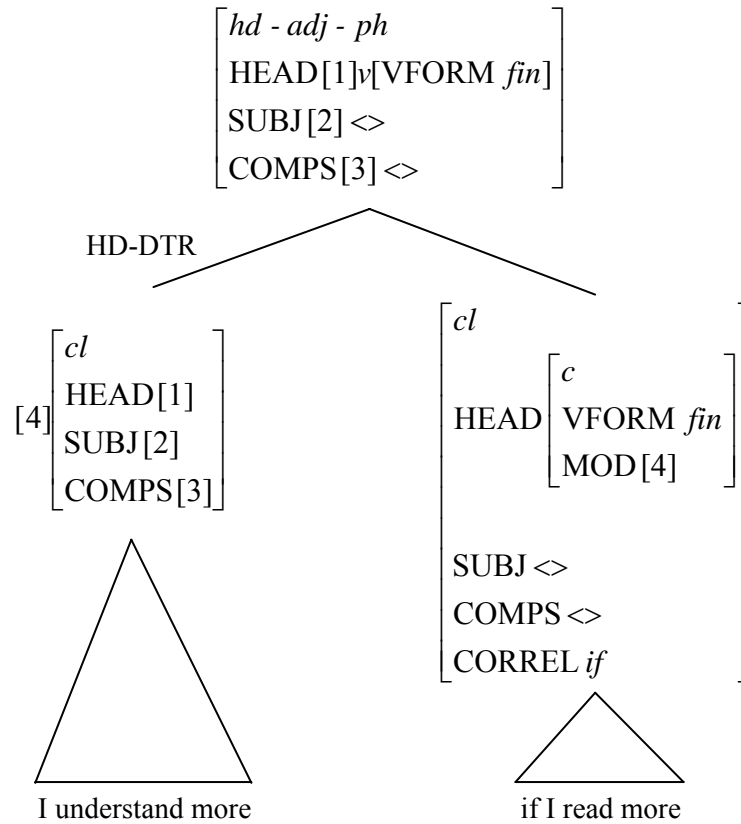 hd - adj - ph
HEAD[1]v[VFORM fin]
SUBJ[2] <>
COMPS[3] <>
HD-DTR
[4]
cl
HEAD[1]
SUBJ[2]
COMPS[3]
I understand more
cl
HEAD
c
VFORM fin
MOD[4]
SUBJ <>
COMPS <>
CORREL if
if I read more